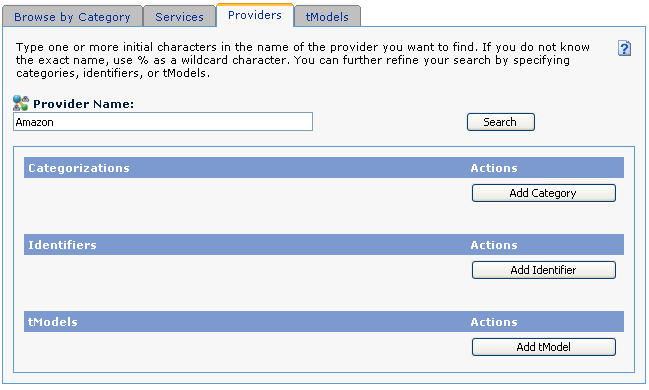 Browse by Category Services Providers tModels
Type one or more initial characters in the name of the provider you want to find. If you do not know
the exact name, use % as a wildcard character. You can further refine your search by specifying
categories, identifiers, or tModels.
?
Provider Name:
Amazon Search
Categorizations Actions
Add Category
Identifiers Actions
Add Identifier
tModels Actions
Add tModel